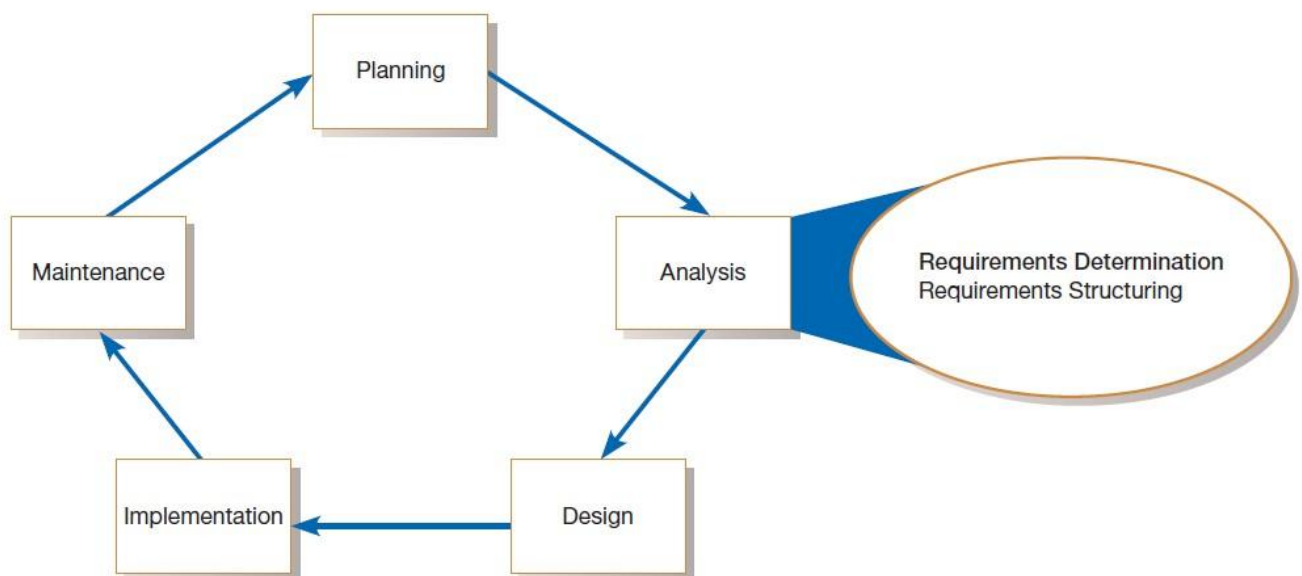 Planning
Maintenance
Analysis
Requirements Determination
Requirements Structuring
Implementation
Design